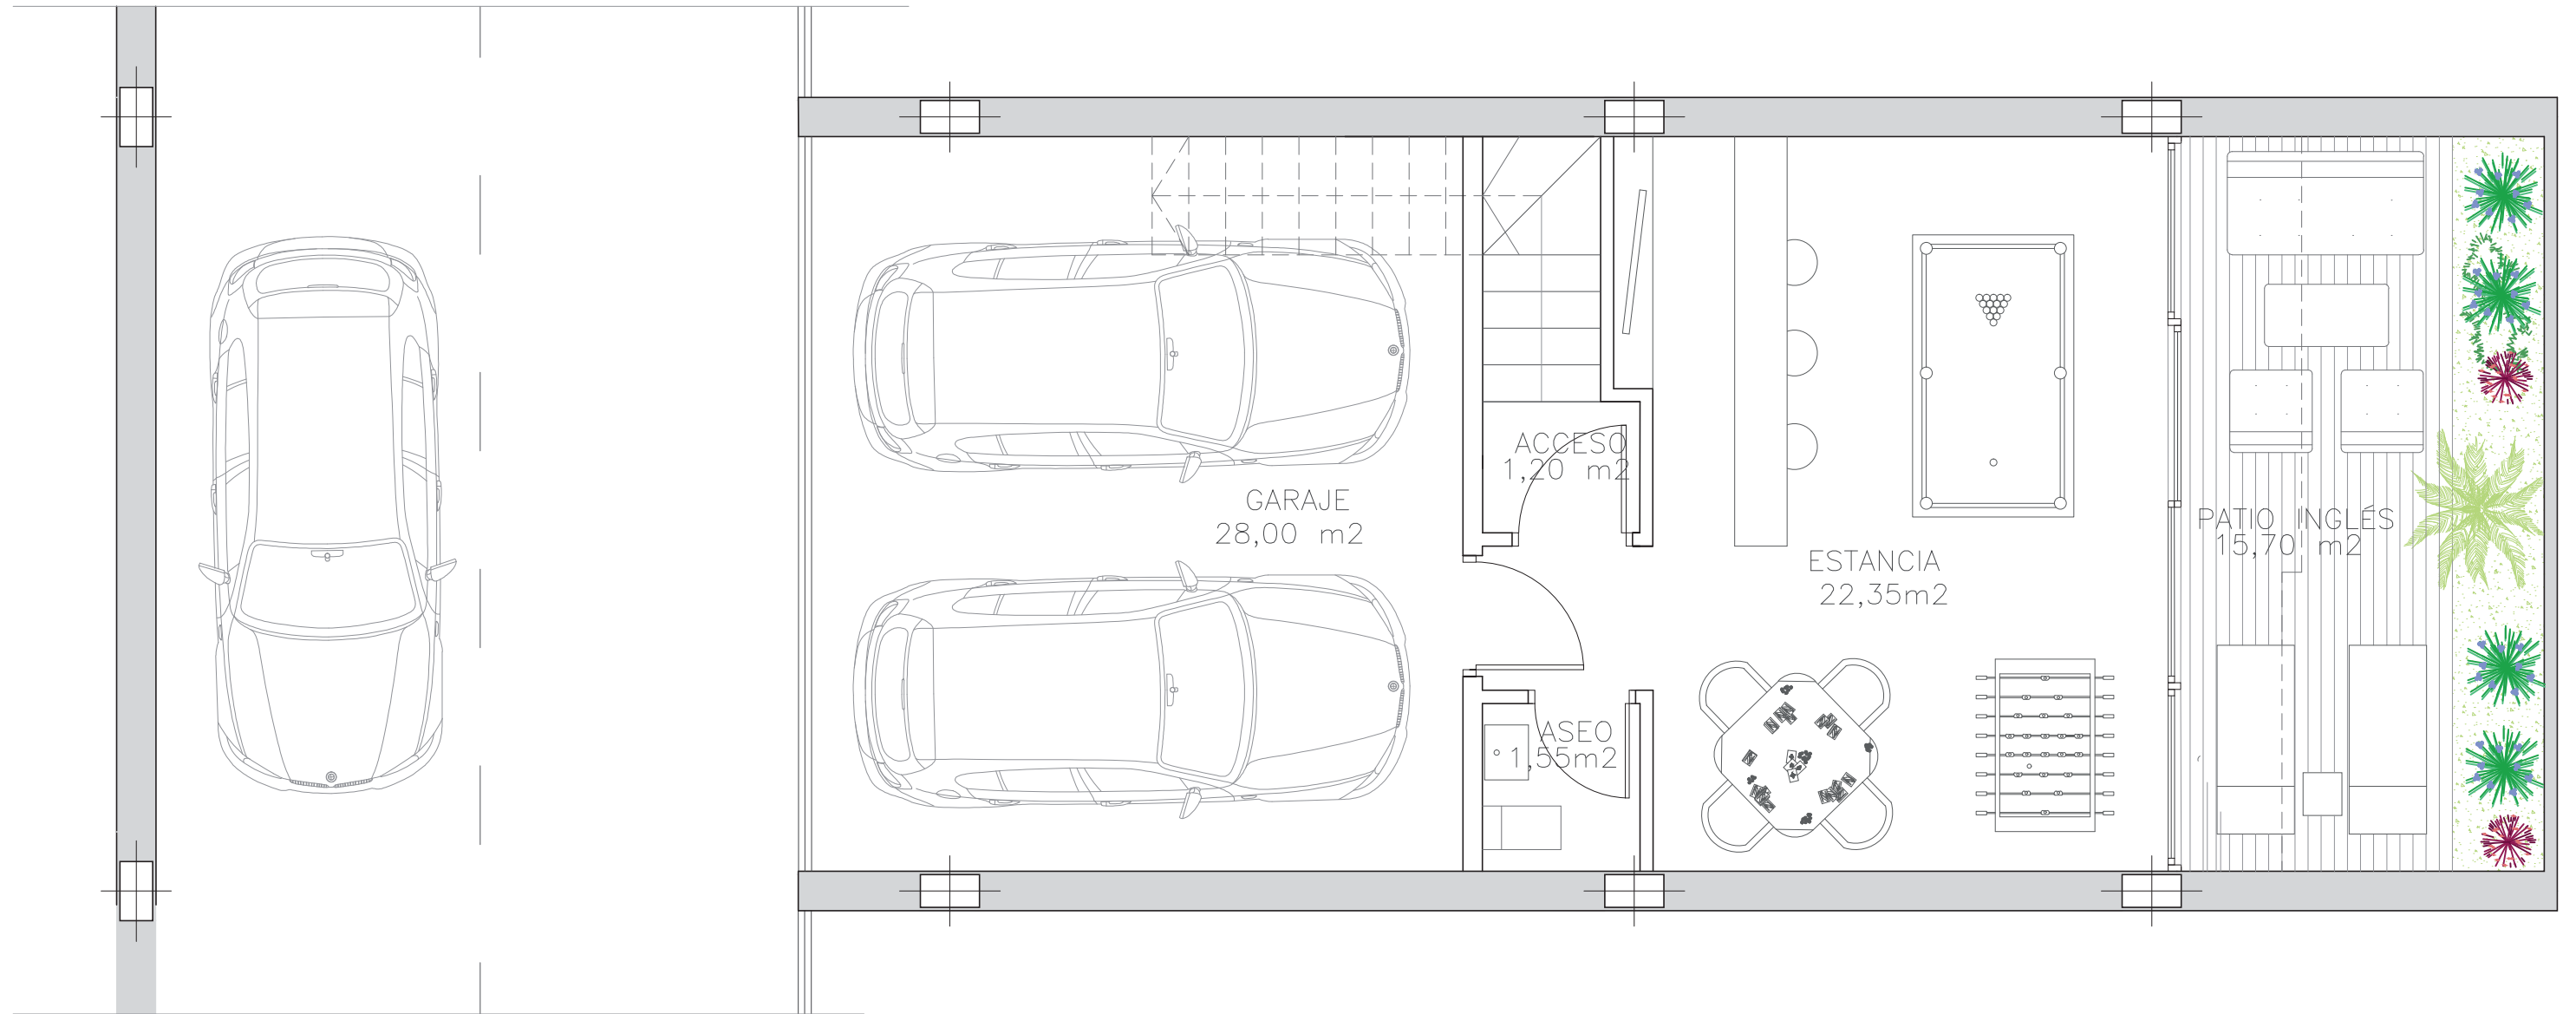 GARAJE
28,00 m2
ACCESO
1,20 m2
ASEO
1,55m2
ESTANCIA
22,35m2
PATIO INGLÉS
15,70 m2